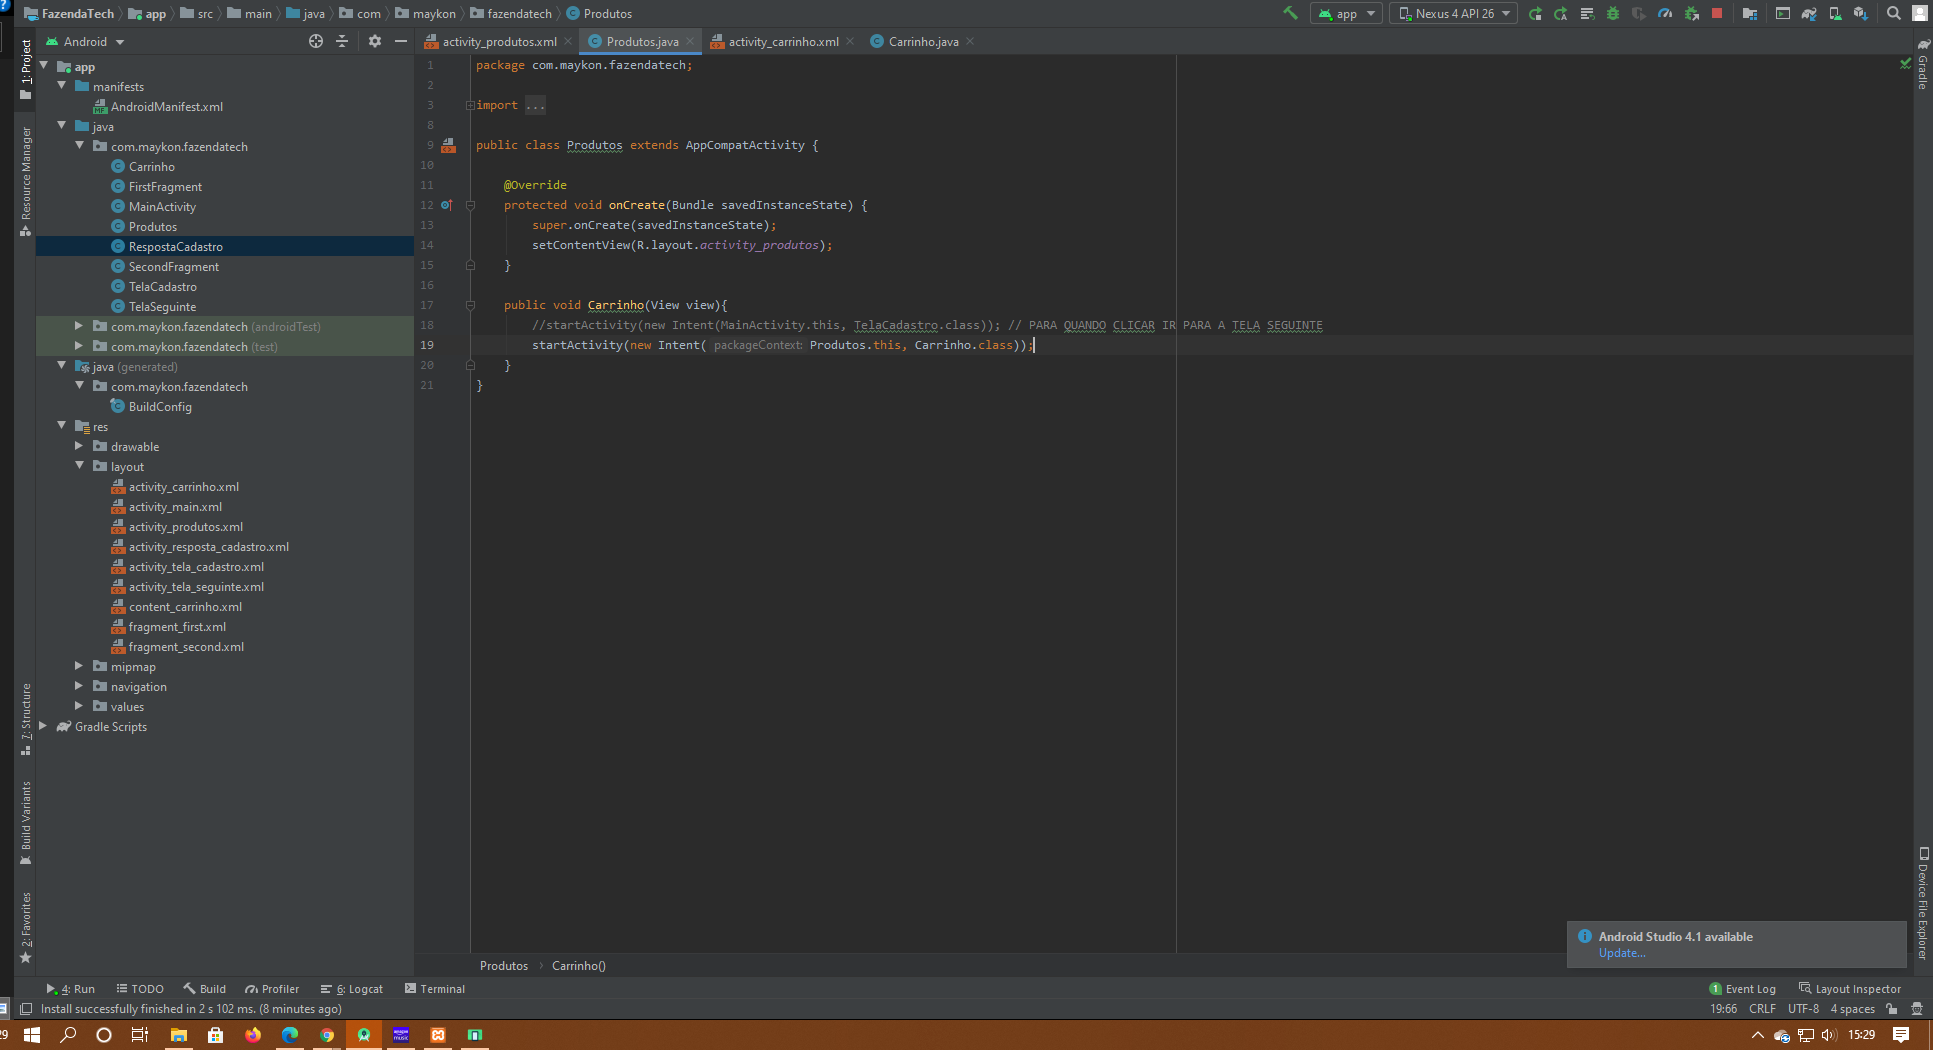 FazendaTech app src main java com maykon fazendatech Produtos app Nexus 4 API 26
Android
activity_produtos.xml Produtos.java activity_carrinho.xml Carrinho.java
1: Project
Resource Manager
7: Structure
Build Variants
2: Favorites
app
manifests
AndroidManifest.xml
java
com.maykon.fazendatech
Carrinho
FirstFragment
MainActivity
Produtos
RespostaCadastro
SecondFragment
TelaCadastro
TelaSeguinte
com.maykon.fazendatech (androidTest)
com.maykon.fazendatech (test)
java (generated)
com.maykon.fazendatech
BuildConfig
res
drawable
layout
activity_carrinho.xml
activity_main.xml
activity_produtos.xml
activity_resposta_cadastro.xml
activity_tela_cadastro.xml
activity_tela_seguinte.xml
content_carrinho.xml
fragment_first.xml
fragment_second.xml
mipmap
navigation
values
Gradle Scripts
1 package com.maykon.fazendatech;
2
3 import ...
8
9 public class Produtos extends AppCompatActivity {
10
11 @Override
12 protected void onCreate(Bundle savedInstanceState) {
13 super.onCreate(savedInstanceState);
14 setContentView(R.layout.activity_produtos);
15 }
16
17 public void Carrinho(View view){
18 //startActivity(new Intent(MainActivity.this, TelaCadastro.class)); // PARA QUANDO CLICAR IR PARA A TELA SEGUINTE
19 startActivity(new Intent( packageContext: Produtos.this, Carrinho.class));
20 }
21 }
Gradle
Device File Explorer
Android Studio 4.1 available
Update...
Produtos Carrinho()
4: Run TODO Build Profiler 6: Logcat Terminal 1 Event Log Layout Inspector
Install successfully finished in 2 s 102 ms. (8 minutes ago) 19:66 CRLF UTF-8 4 spaces
amazon music 15:29